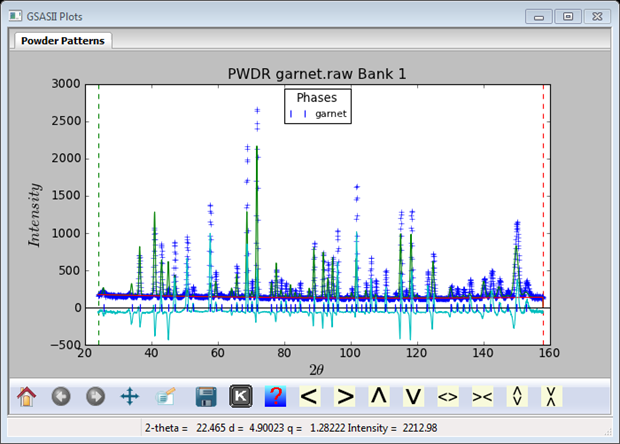 GSASII Plots
Powder Patterns
PWDR garnet.raw Bank 1
Phases
garnet
Intensity
3000
2500
2000
1500
1000
500
0
−500
20 40 60 80 100 120 140 160
2θ
K ? < > Λ V <> ><
2-theta = 22.465 d = 4.90023 q = 1.28222 Intensity = 2212.98